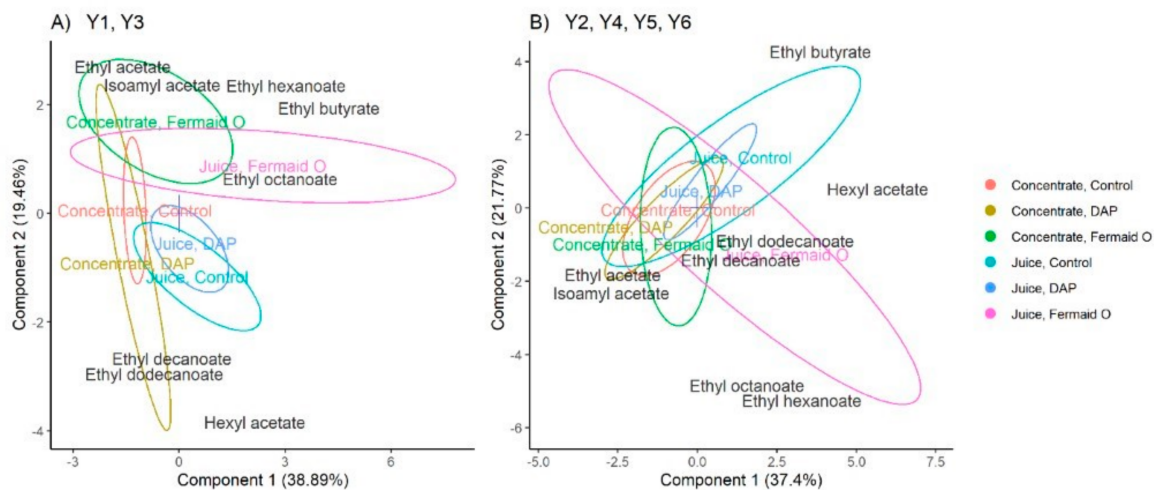 A) Y1, Y3
Component 2 (19.46%)
2
0
-2
-4
Ethyl acetate
Isoamyl acetate
Ethyl hexanoate
Ethyl butyrate
Concentrate, Fermaid O
Juice, Fermaid O
Ethyl octanoate
Concentrate, Control
Juice, DAP
Concentrate, DAP
Juice, Control
Ethyl decanoate
Ethyl dodecanoate
Hexyl acetate
-3
0
3
6
Component 1 (38.89%)
B) Y2, Y4, Y5, Y6
Component 2 (21.77%)
4
2
0
-2
-4
-6
Ethyl butyrate
Juice, Control
Juice, DAP
Hexyl acetate
Concentrate, Control
Concentrate, DAP
Concentrate, Fermaid O
Ethyl dodecanoate
Juice, Fermaid O
Ethyl decanoate
Ethyl acetate
Isoamyl acetate
Ethyl octanoate
Ethyl hexanoate
-5.0
-2.5
0.0
2.5
5.0
7.5
Component 1 (37.4%)
Concentrate, Control
Concentrate, DAP
Concentrate, Fermaid O
Juice, Control
Juice, DAP
Juice, Fermaid O